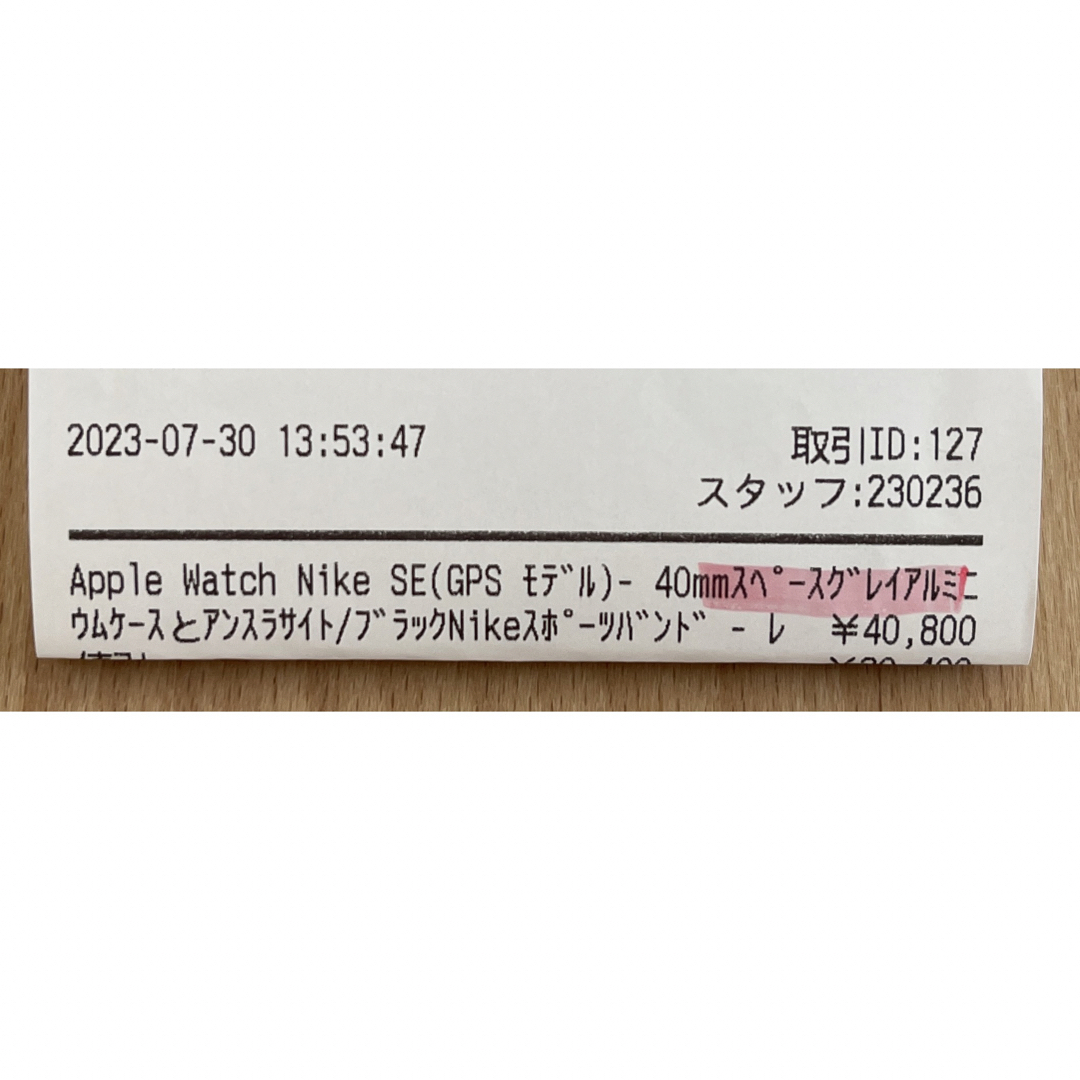 2023-07-30 13:53:47 取引ID:127
スタッフ:230236
Apple Watch Nike SE(GPS ﾓﾃﾞﾙ)- 40mmｽﾍﾟｰｽｸﾞﾚｲｱﾙﾐﾆ
ｳﾑｹｰｽとｱﾝｽﾗｻｲﾄ/ﾌﾞﾗｯｸNikeｽﾎﾟｰﾂﾊﾞﾝﾄﾞ - ﾚ ¥40,800